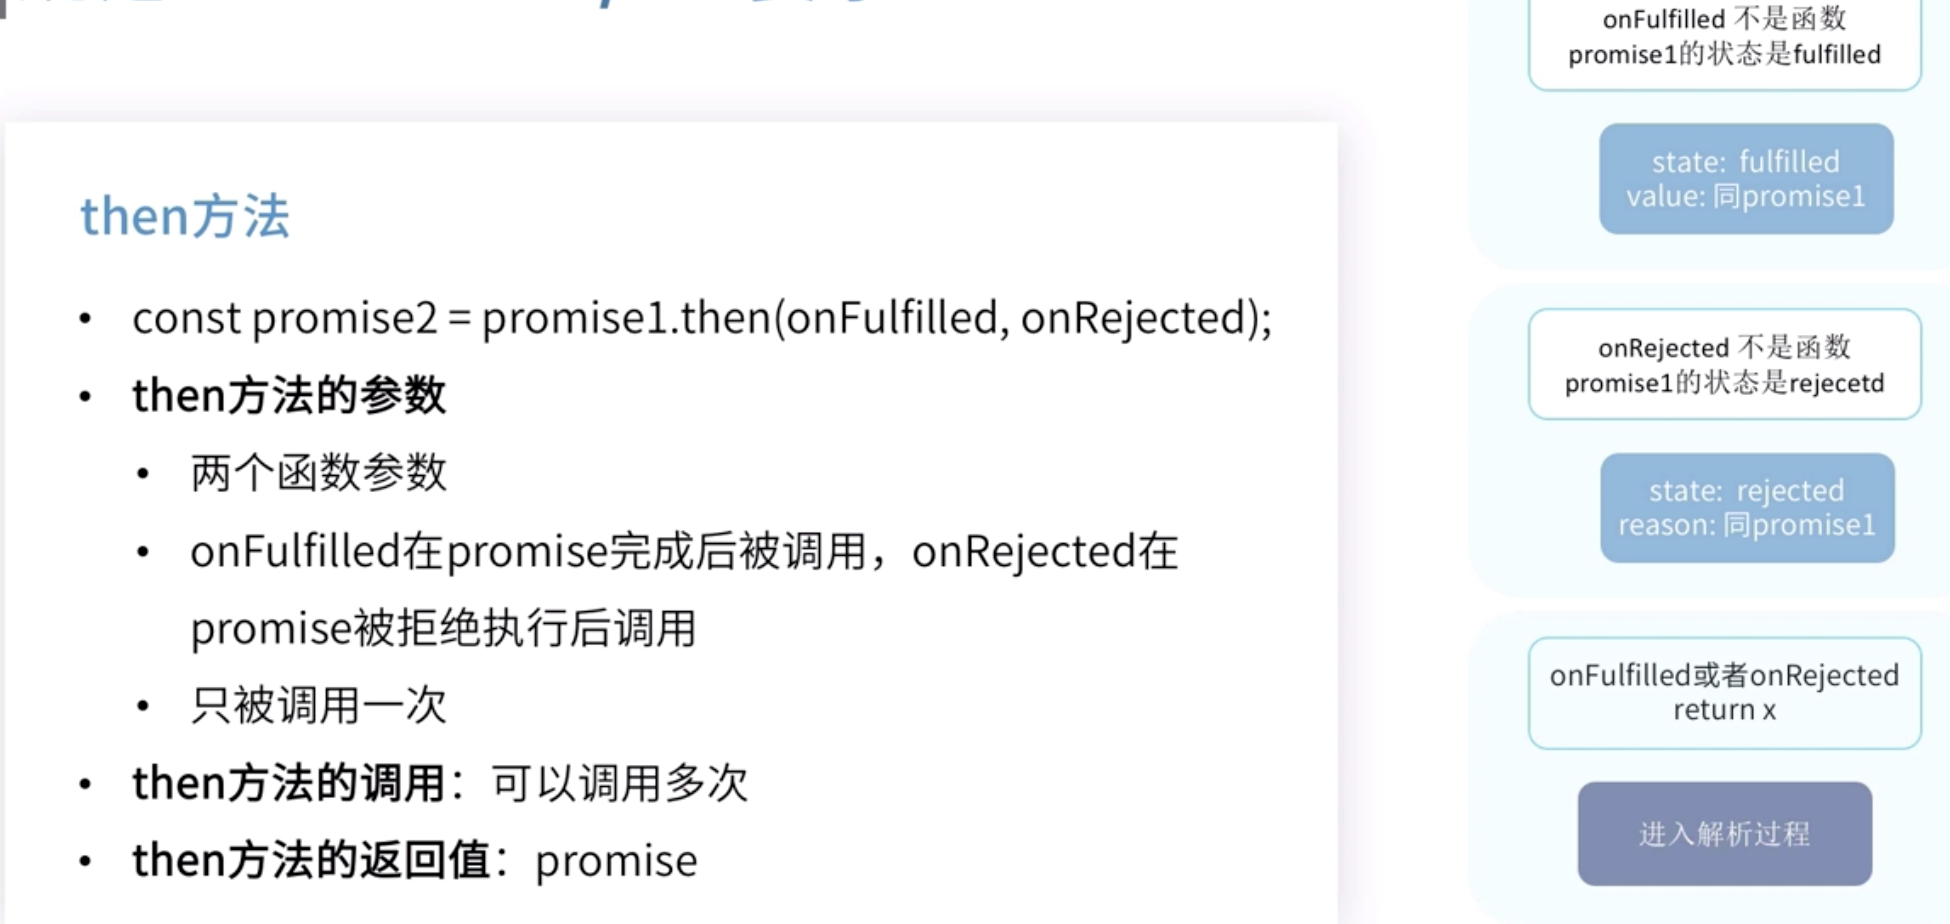 then方法
• const promise2 = promise1.then(onFulfilled, onRejected);
• then方法的参数
• 两个函数参数
• onFulfilled在promise完成后被调用，onRejected在
promise被拒绝执行后调用
• 只被调用一次
• then方法的调用：可以调用多次
• then方法的返回值：promise
onFulfilled 不是函数
promise1的状态是fulfilled
state: fulfilled
value: 同promise1
onRejected 不是函数
promise1的状态是rejecetd
state: rejected
reason: 同promise1
onFulfilled或者onRejected
return x
进入解析过程